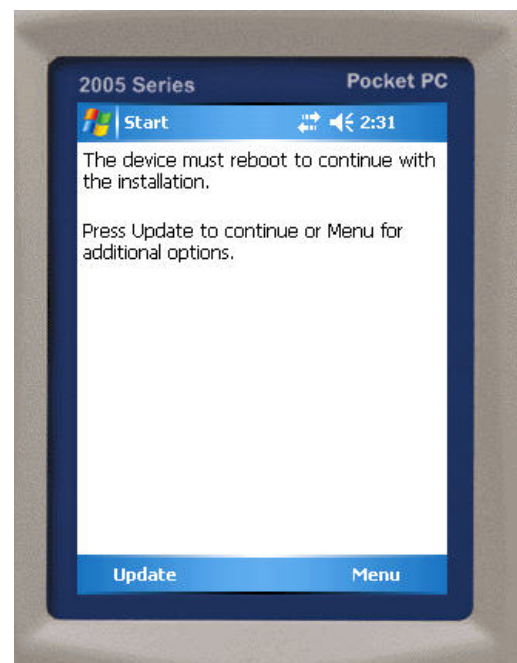 2005 Series Pocket PC
Start 2:31
The device must reboot to continue with
the installation.
Press Update to continue or Menu for
additional options.
Update Menu